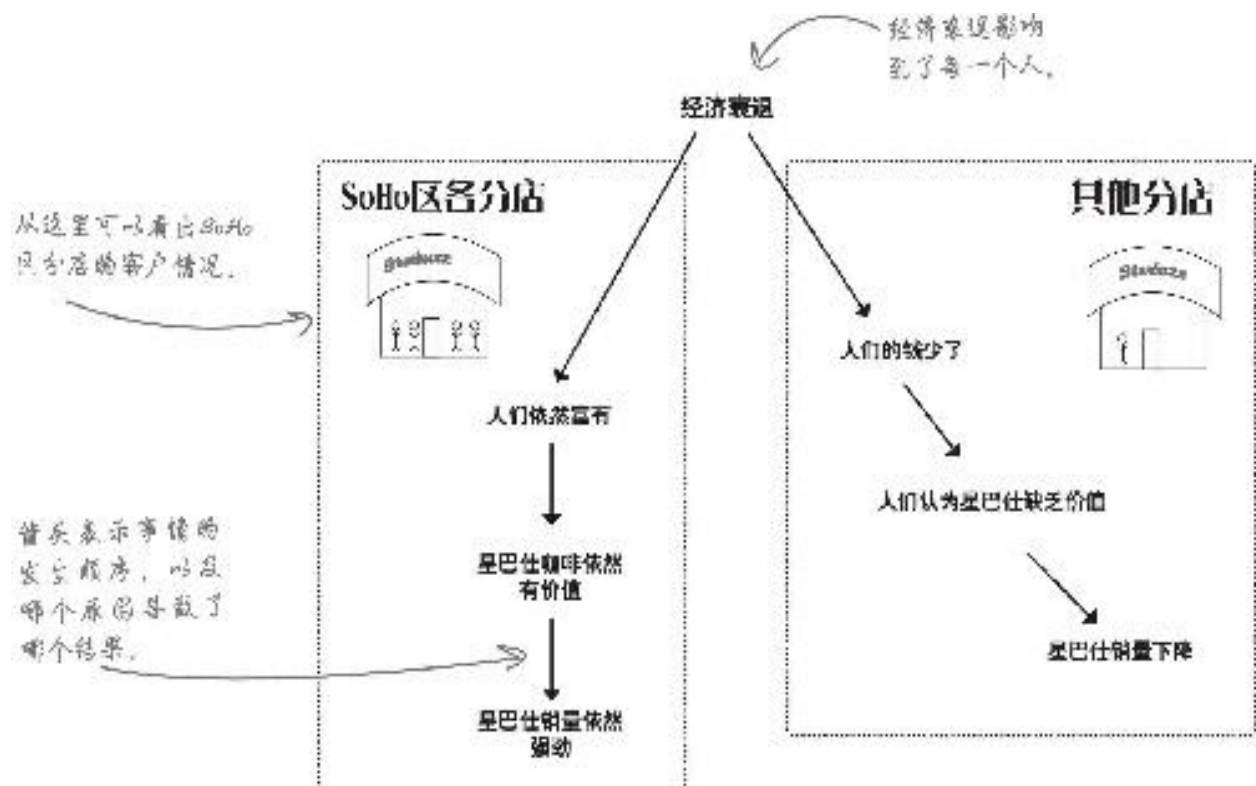 经济衰退影响
到了每一个人。
经济衰退
SoHo区各分店
其他分店
从这里可以看出SoHo
区分店的客户情况。
Starbuzz
Starbuzz
人们的钱少了
人们依然富有
人们认为星巴仕缺乏价值
箭头表示事情的
发生顺序，以及
哪个原因导致了
哪个结果。
星巴仕咖啡依然
有价值
星巴仕销量下降
星巴仕销量依然
强劲